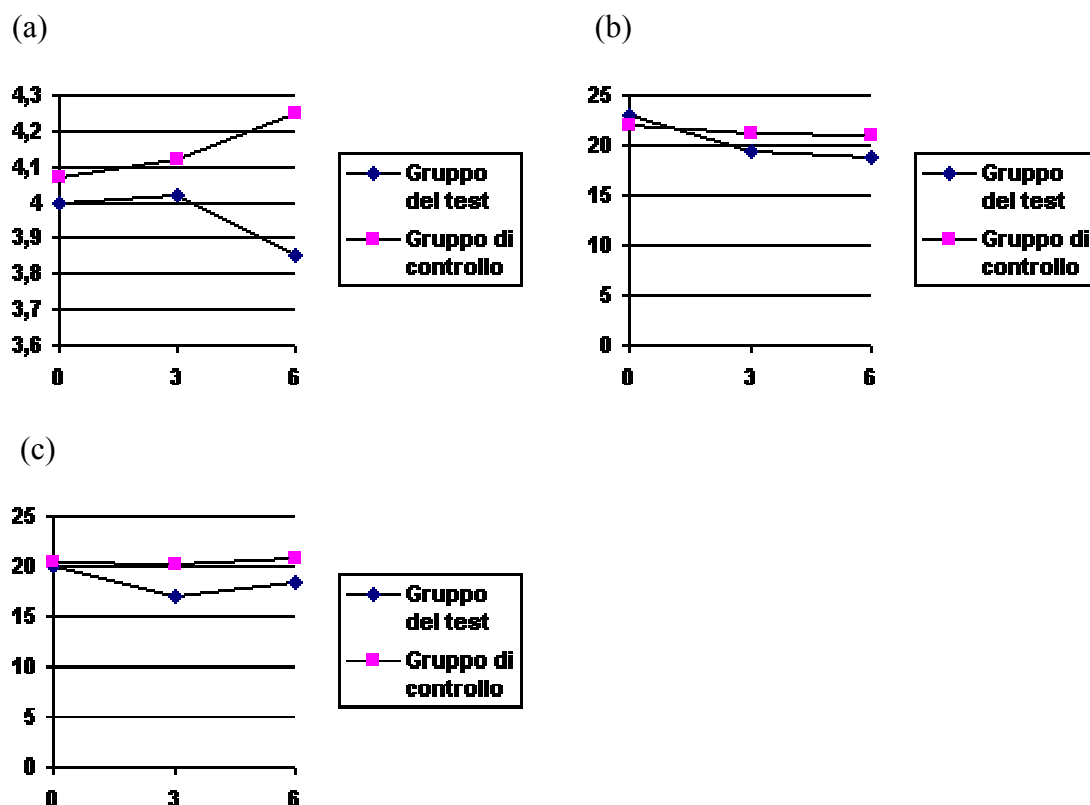 (a)
4,3
4,2
4,1
4
3,9
3,8
3,7
3,6
0 3 6
Gruppo
del test
Gruppo di
controllo
(b)
25
20
15
10
5
0
0 3 6
Gruppo
del test
Gruppo di
controllo
(c)
25
20
15
10
5
0
0 3 6
Gruppo
del test
Gruppo di
controllo